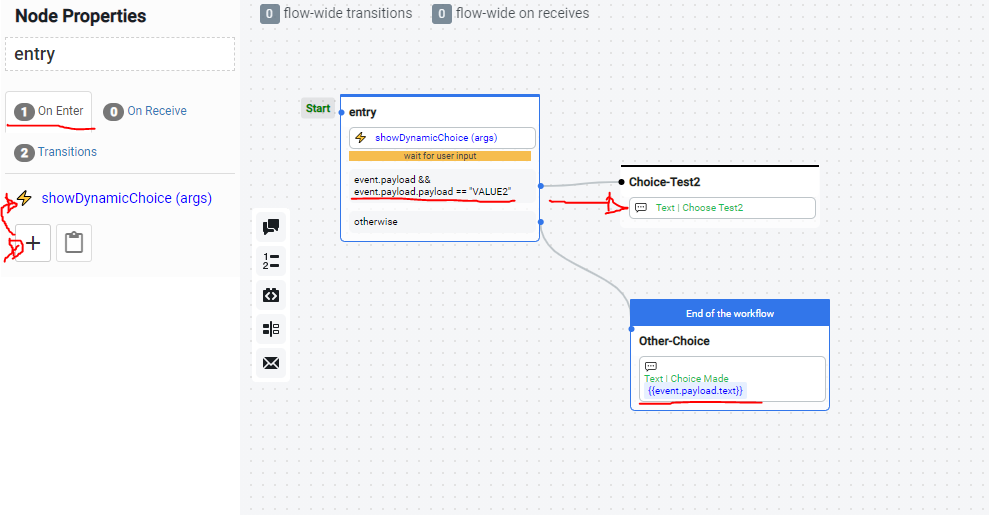 Node Properties
entry
1 On Enter
0 On Receive
2 Transitions
showDynamicChoice (args)
0 flow-wide transitions
0 flow-wide on receives
Start
entry
showDynamicChoice (args)
wait for user input
event.payload &&
event.payload.payload == "VALUE2"
otherwise
Choice-Test2
Text | Choose Test2
End of the workflow
Other-Choice
Text | Choice Made
{{event.payload.text}}